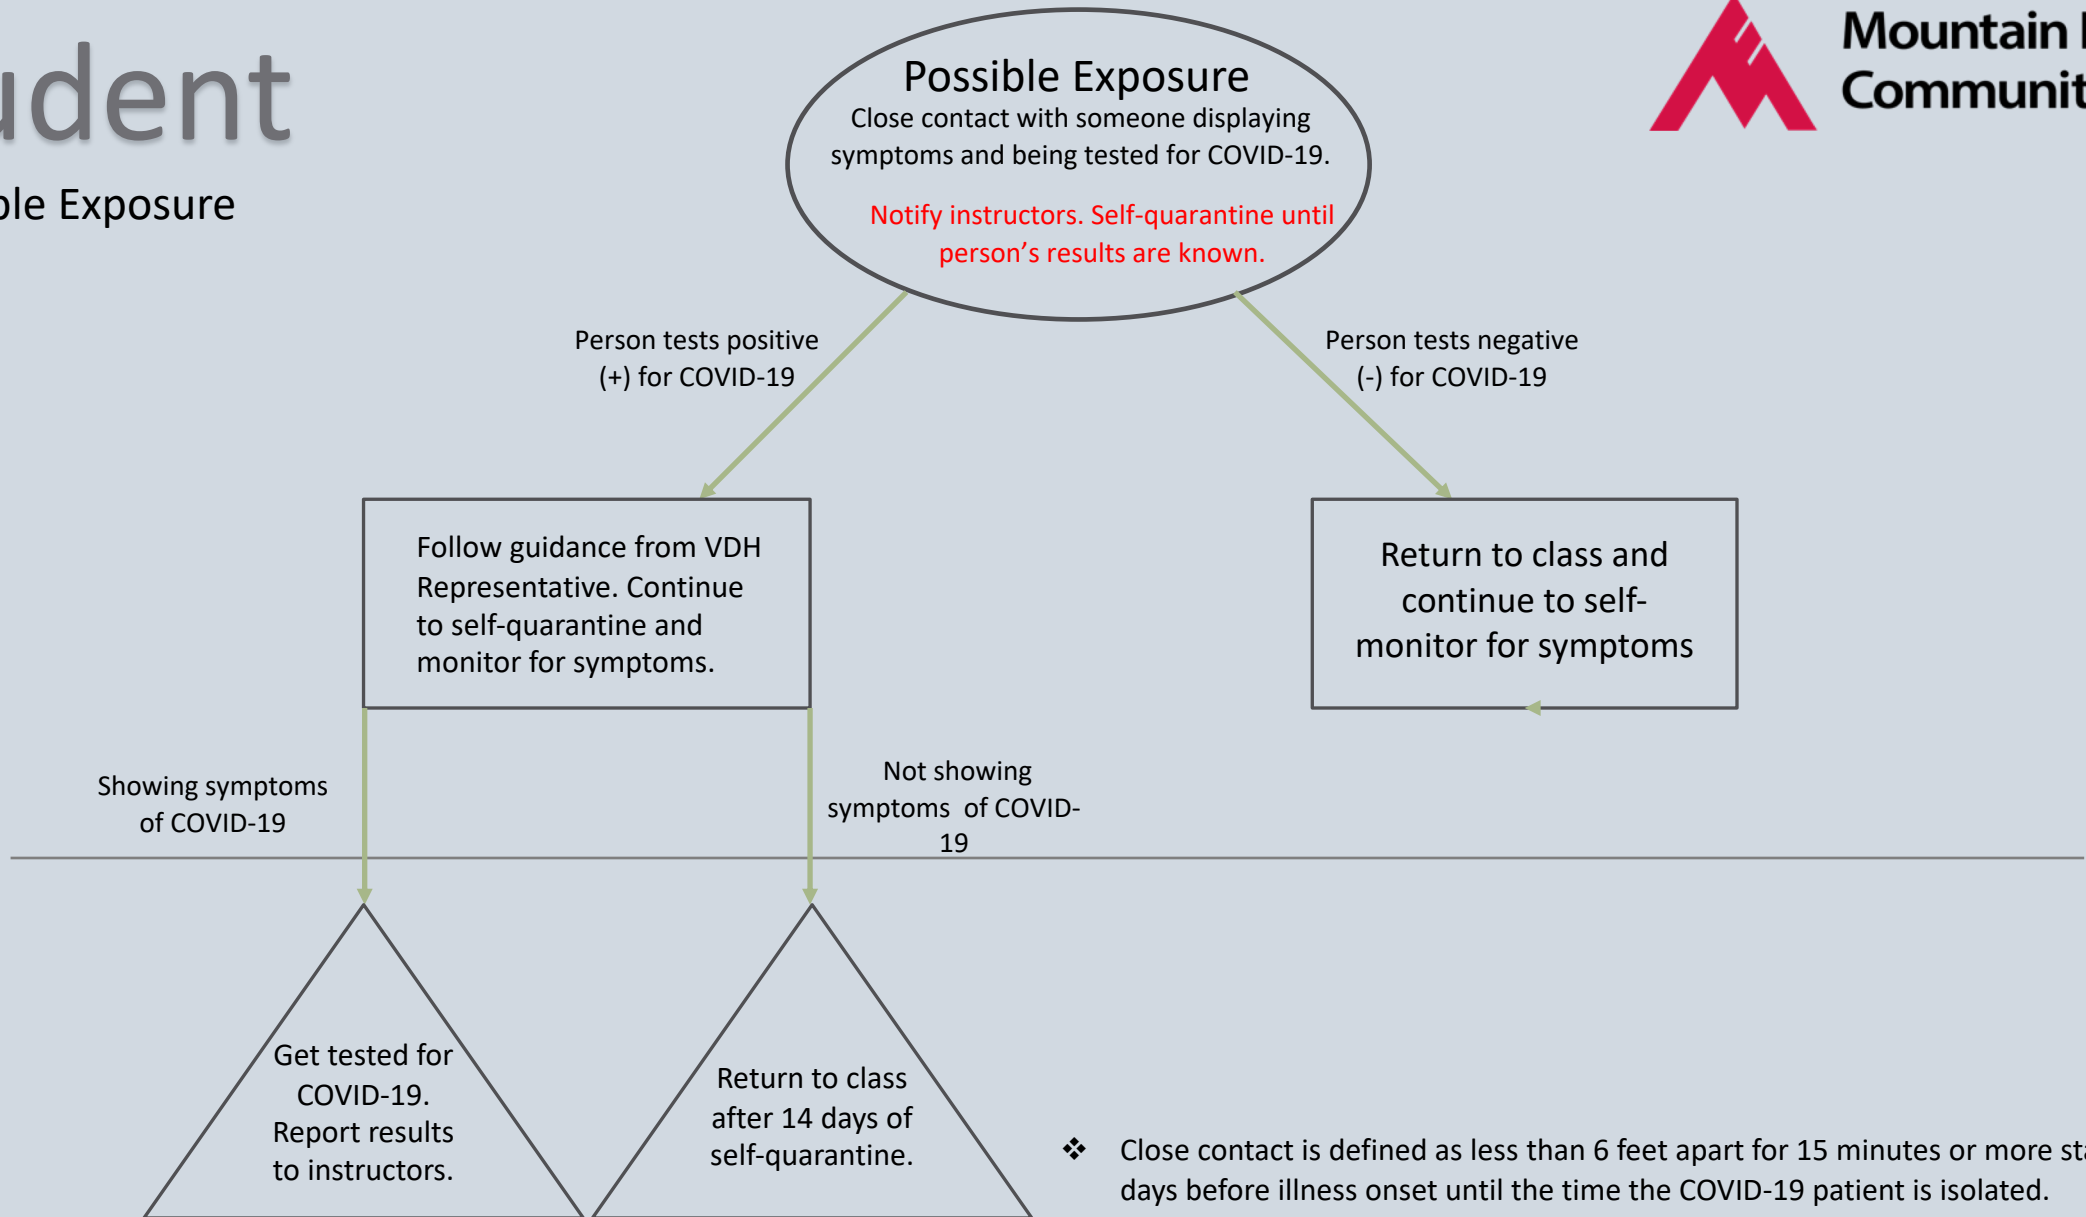 udent
ble Exposure
Possible Exposure
Close contact with someone displaying
symptoms and being tested for COVID-19.
Notify instructors. Self-quarantine until
person’s results are known.
Mountain
Communit
Person tests positive
(+) for COVID-19
Person tests negative
(-) for COVID-19
Follow guidance from VDH
Representative. Continue
to self-quarantine and
monitor for symptoms.
Return to class and
continue to self-
monitor for symptoms
Showing symptoms
of COVID-19
Not showing
symptoms  of COVID-
19
Get tested for
COVID-19.
Report results
to instructors.
Return to class
after 14 days of
self-quarantine.
❖ Close contact is defined as less than 6 feet apart for 15 minutes or more sta
days before illness onset until the time the COVID-19 patient is isolated.